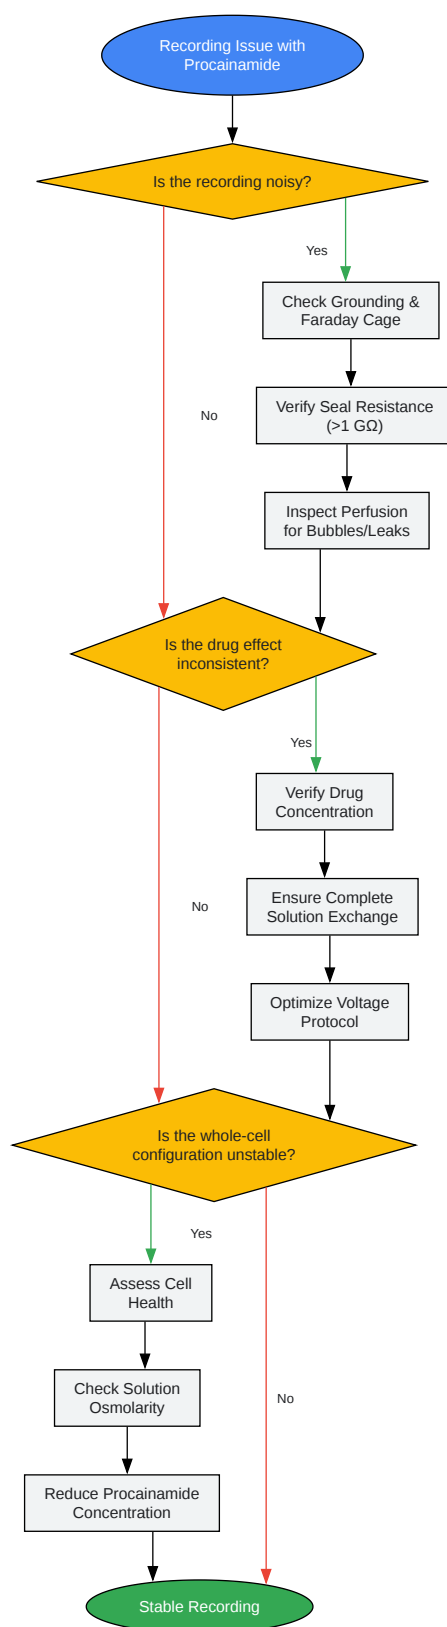 Recording Issue with
Procainamide
Is the recording noisy?
Yes
Check Grounding &
Faraday Cage
No
Verify Seal Resistance
(>1 GΩ)
Inspect Perfusion
for Bubbles/Leaks
Is the drug effect
inconsistent?
Yes
Verify Drug
Concentration
No
Ensure Complete
Solution Exchange
Optimize Voltage
Protocol
Is the whole-cell
configuration unstable?
Yes
Assess Cell
Health
Check Solution
Osmolarity
No
Reduce Procainamide
Concentration
Stable Recording